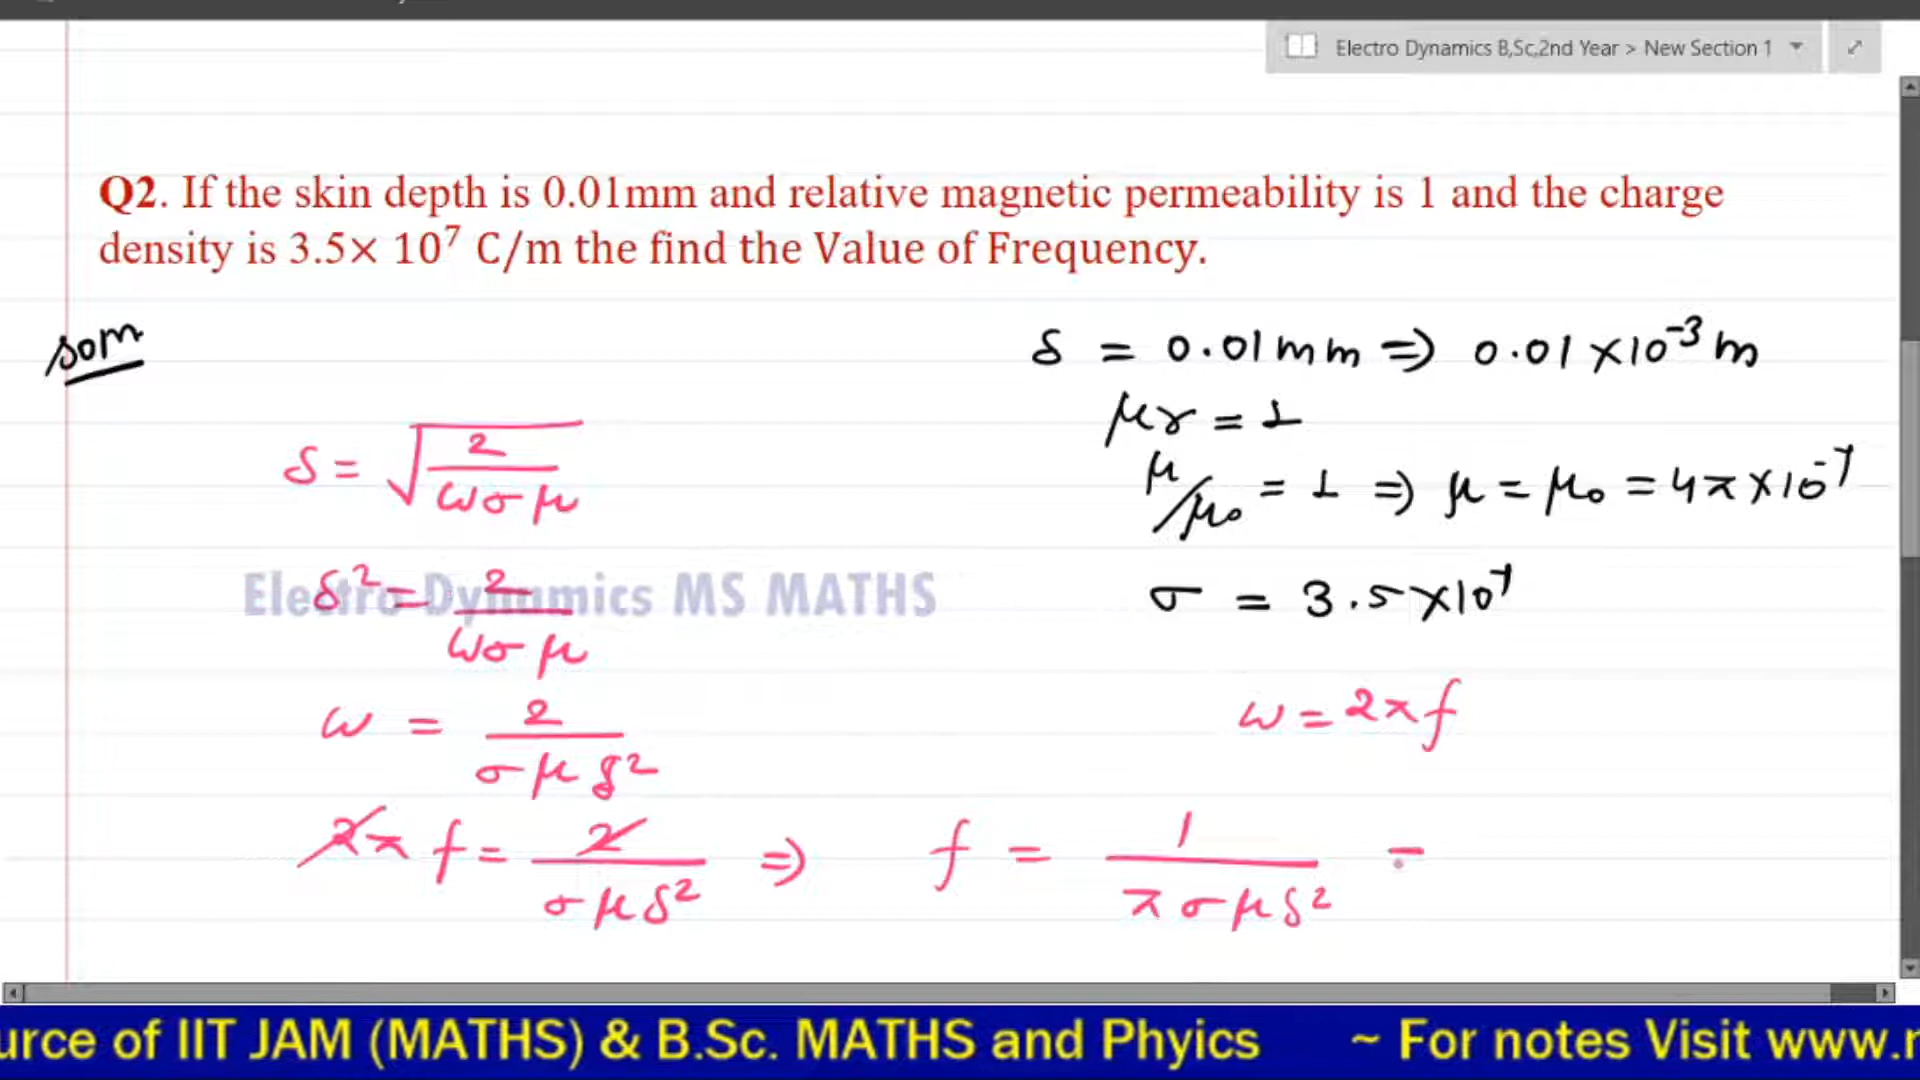 Electro Dynamics B,Sc,2nd Year > New Section 1
Q2. If the skin depth is 0.01mm and relative magnetic permeability is 1 and the charge
density is 3.5× 10⁷ C/m the find the Value of Frequency.
Som
δ = 0.01mm ⇒ 0.01×10⁻³ m
μr = 1
μ/μ₀ = 1 ⇒ μ = μ₀ = 4π×10⁻⁷
σ = 3.5×10⁷
ω = 2πf
δ = √(2/ωσμ)
δ² = 2/ωσμ
Electro Dynamics MS MATHS
ω = 2/σμδ²
2π f = 2/σμδ² ⇒ f = 1/πσμδ² =
urce of IIT JAM (MATHS) & B.Sc. MATHS and Phyics ~ For notes Visit www.